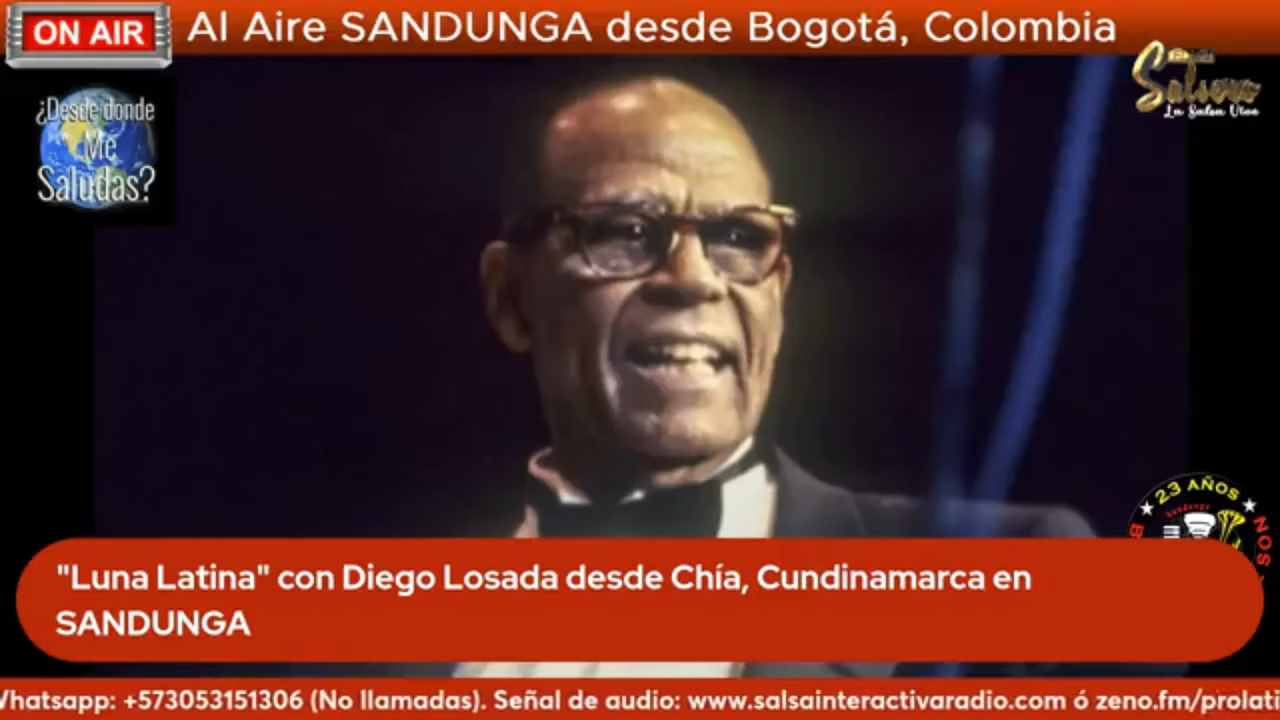 ON AIR
Al Aire SANDUNGA desde Bogotá, Colombia
¿Desde donde
Me
Saludas?
Salsero
La Salsa Vive
23 AÑOS
"Luna Latina" con Diego Losada desde Chía, Cundinamarca en
SANDUNGA
Whatsapp: +573053151306 (No llamadas). Señal de audio: www.salsainteractivaradio.com ó zeno.fm/prolati